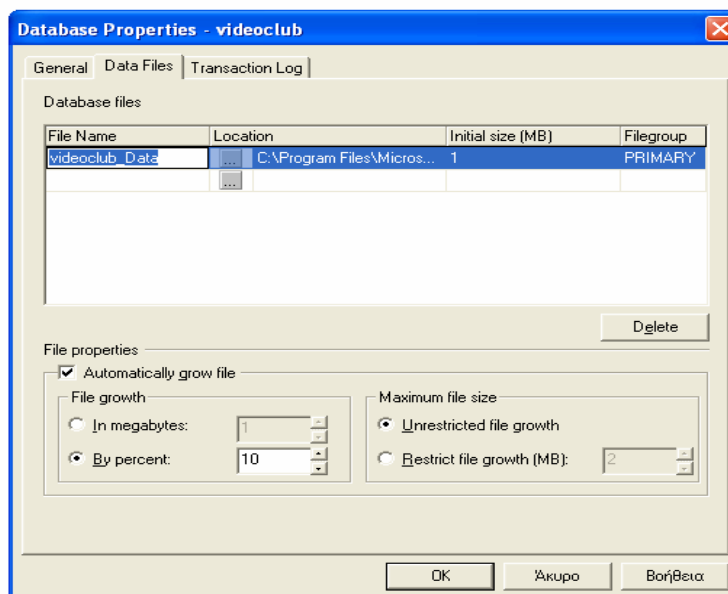 Database Properties - videoclub
General Data Files Transaction Log
Database files
File Name Location Initial size (MB) Filegroup
videoclub_Data ... C:\Program Files\Micros... 1 PRIMARY
...
Delete
File properties
Automatically grow file
File growth Maximum file size
In megabytes: 1 Unrestricted file growth
By percent: 10 Restrict file growth (MB): 2
OK Άκυρο Βοήθεια